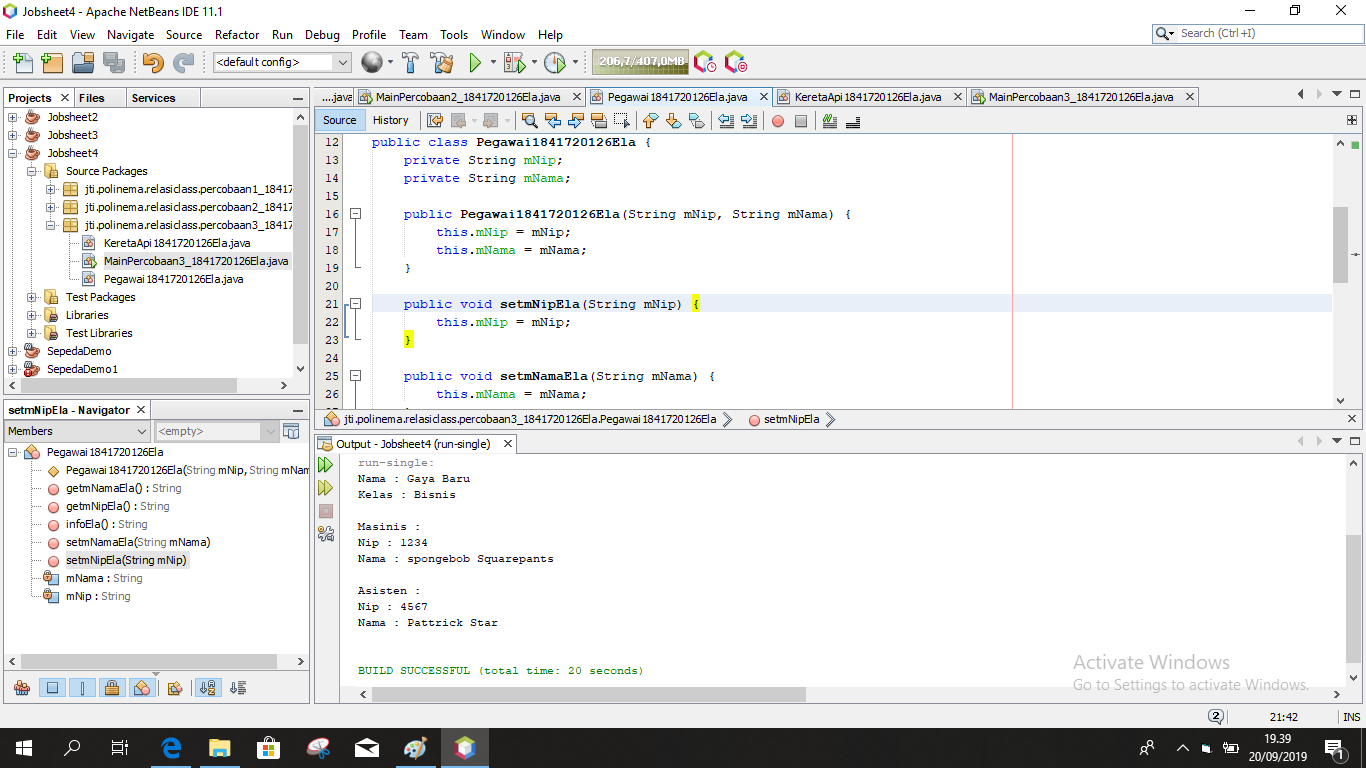 Jobsheet4 - Apache NetBeans IDE 11.1
File Edit View Navigate Source Refactor Run Debug Profile Team Tools Window Help
Search (Ctrl+I)
<default config>
206,7/407,0MB
Projects Files Services
Jobsheet2
Jobsheet3
Jobsheet4
Source Packages
jti.polinema.relasiclass.percobaan1_18417
jti.polinema.relasiclass.percobaan2_18417
jti.polinema.relasiclass.percobaan3_18417
KeretaApi1841720126Ela.java
MainPercobaan3_1841720126Ela.java
Pegawai1841720126Ela.java
Test Packages
Libraries
Test Libraries
SepedaDemo
SepedaDemo1
setmNipEla - Navigator
Members
<empty>
Pegawai1841720126Ela
Pegawai1841720126Ela(String mNip, String mNam
getmNamaEla() : String
getmNipEla() : String
infoEla() : String
setmNamaEla(String mNama)
setmNipEla(String mNip)
mNama : String
mNip : String
....java MainPercobaan2_1841720126Ela.java Pegawai1841720126Ela.java KeretaApi1841720126Ela.java MainPercobaan3_1841720126Ela.java
Source History
12 public class Pegawai1841720126Ela {
13 private String mNip;
14 private String mNama;
15
16 public Pegawai1841720126Ela(String mNip, String mNama) {
17 this.mNip = mNip;
18 this.mNama = mNama;
19 }
20
21 public void setmNipEla(String mNip) {
22 this.mNip = mNip;
23 }
24
25 public void setmNamaEla(String mNama) {
26 this.mNama = mNama;
jti.polinema.relasiclass.percobaan3_1841720126Ela.Pegawai1841720126Ela setmNipEla
Output - Jobsheet4 (run-single)
run-single:
Nama : Gaya Baru
Kelas : Bisnis
Masinis :
Nip : 1234
Nama : spongebob Squarepants
Asisten :
Nip : 4567
Nama : Pattrick Star
BUILD SUCCESSFUL (total time: 20 seconds)
Activate Windows
Go to Settings to activate Windows.
2
21:42 INS
19.39
20/09/2019
1